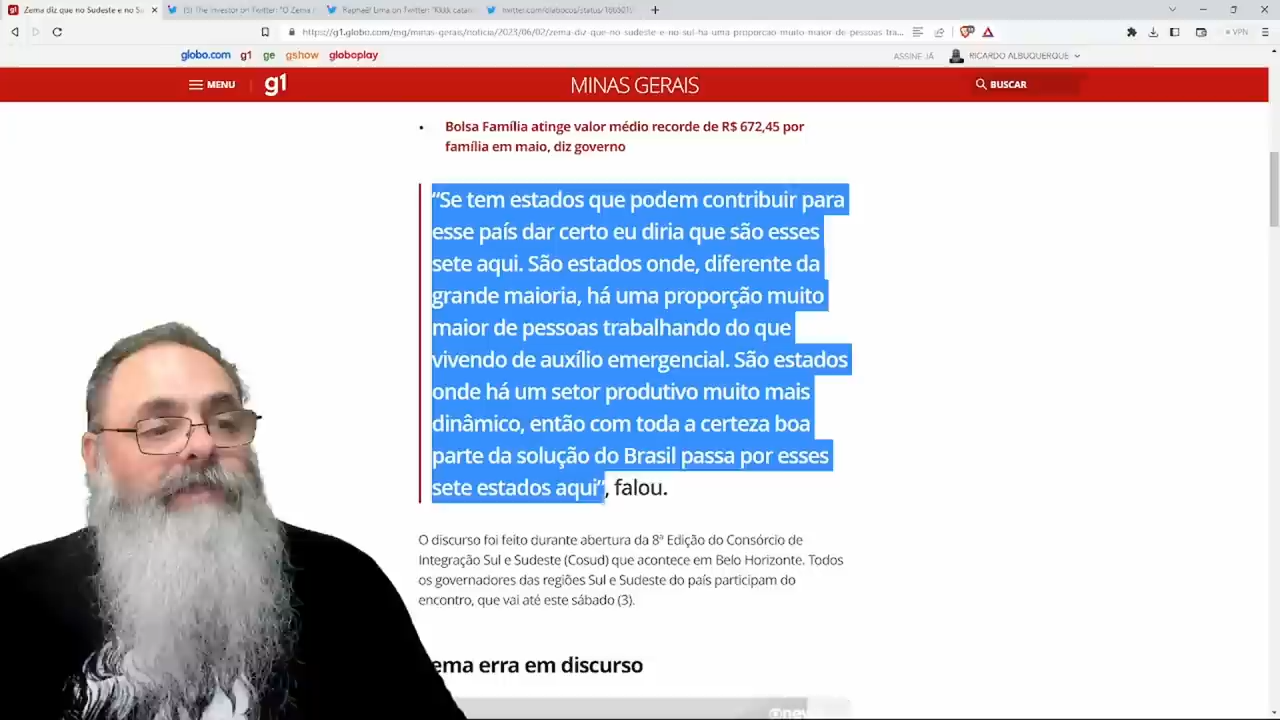 Zema diz que no Sudeste e no Su
(5) The Investor on Twitter: "O Zema
Raphaël Lima on Twitter: "Kkkk catam
https://g1.globo.com/mg/minas-gerais/noticia/2023/06/02/zema-diz-que-no-sudeste-e-no-sul-ha-uma-proporcao-muito-maior-de-pessoas-tra...
VPN
globo.com g1 ge gshow globoplay
ASSINE JÁ
RICARDO ALBUQUERQUE
MENU
g1
MINAS GERAIS
BUSCAR
• Bolsa Família atinge valor médio recorde de R$ 672,45 por
família em maio, diz governo
“Se tem estados que podem contribuir para
esse país dar certo eu diria que são esses
sete aqui. São estados onde, diferente da
grande maioria, há uma proporção muito
maior de pessoas trabalhando do que
vivendo de auxílio emergencial. São estados
onde há um setor produtivo muito mais
dinâmico, então com toda a certeza boa
parte da solução do Brasil passa por esses
sete estados aqui”, falou.
O discurso foi feito durante abertura da 8ª Edição do Consórcio de
Integração Sul e Sudeste (Cosud) que acontece em Belo Horizonte. Todos
os governadores das regiões Sul e Sudeste do país participam do
encontro, que vai até este sábado (3).
ema erra em discurso